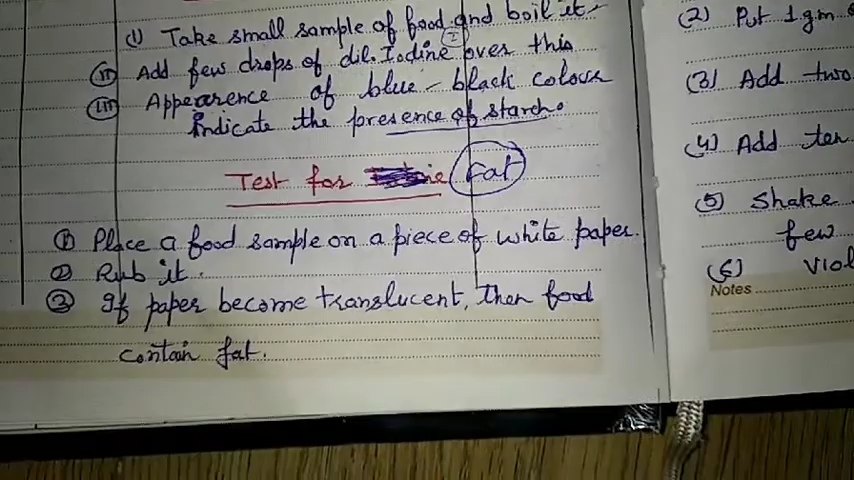 (i) Take small sample of food and boil it.
(ii) Add few drops of dil. Iodine over this
(iii) Appearence of blue - black colour
indicate the presence of starch.
Test for Fat
① Place a food sample on a piece of white paper.
② Rub it.
③ If paper become translucent, then food
contain fat.
(2) Put 1gm
(3) Add two
(4) Add ten
(5) Shake
few
(6) Viol
Notes